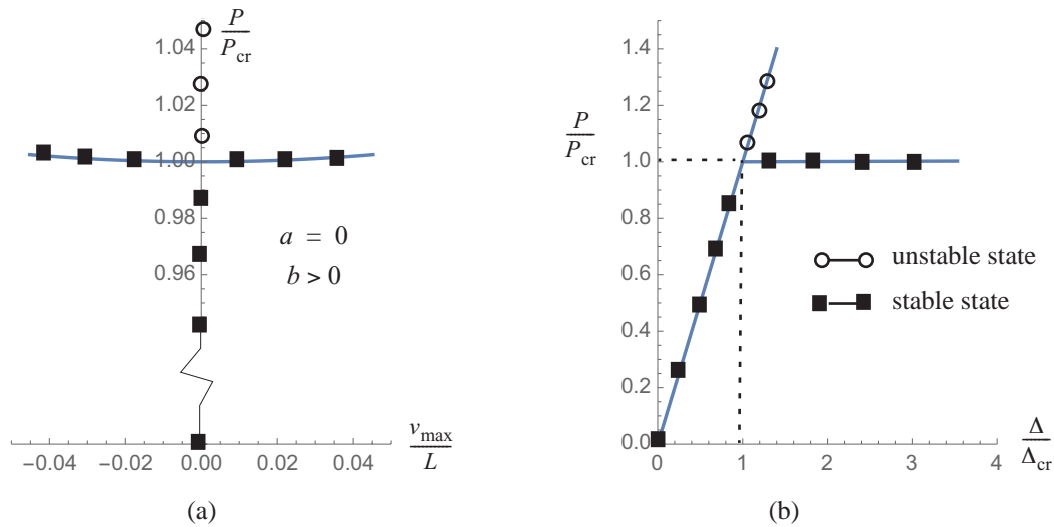 P
P_cr
1.04
1.02
1.00
0.98
0.96
a = 0
b > 0
−0.04
−0.02
0.00
0.02
0.04
v_max
L
(a)
1.4
1.2
P
P_cr
1.0
0.8
0.6
0.4
0.2
0.0
0
1
2
3
4
Δ
Δ_cr
unstable state
stable state
(b)